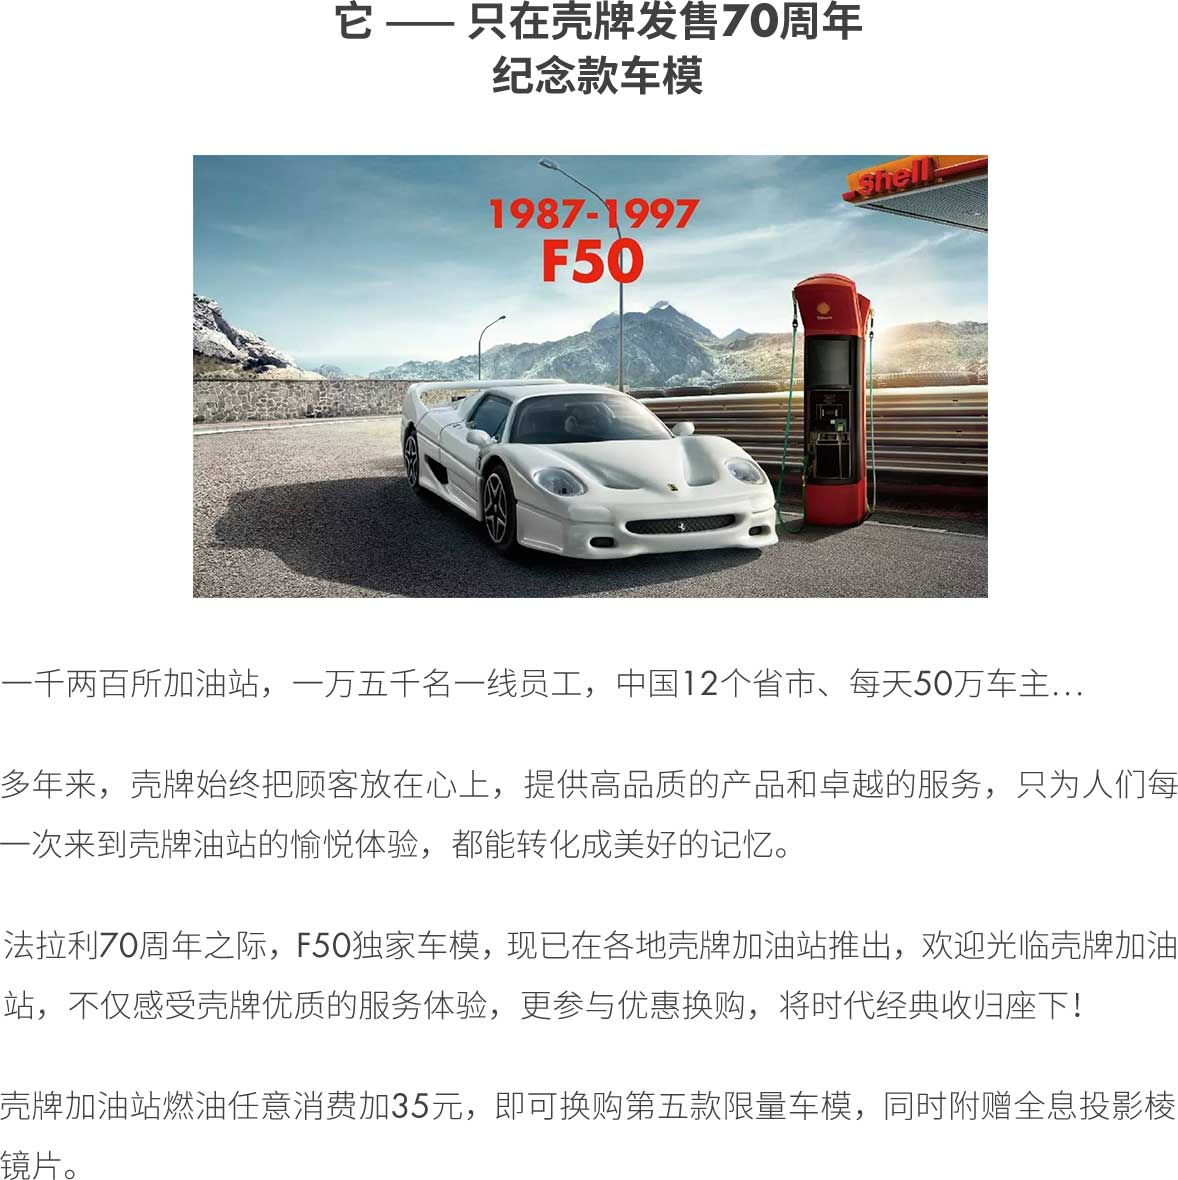 它 —— 只在壳牌发售70周年
纪念款车模
Shell
1987-1997
F50
一千两百所加油站，一万五千名一线员工，中国12个省市、每天50万车主…
多年来，壳牌始终把顾客放在心上，提供高品质的产品和卓越的服务，只为人们每
一次来到壳牌油站的愉悦体验，都能转化成美好的记忆。
法拉利70周年之际，F50独家车模，现已在各地壳牌加油站推出，欢迎光临壳牌加油
站，不仅感受壳牌优质的服务体验，更参与优惠换购，将时代经典收归座下！
壳牌加油站燃油任意消费加35元，即可换购第五款限量车模，同时附赠全息投影棱
镜片。